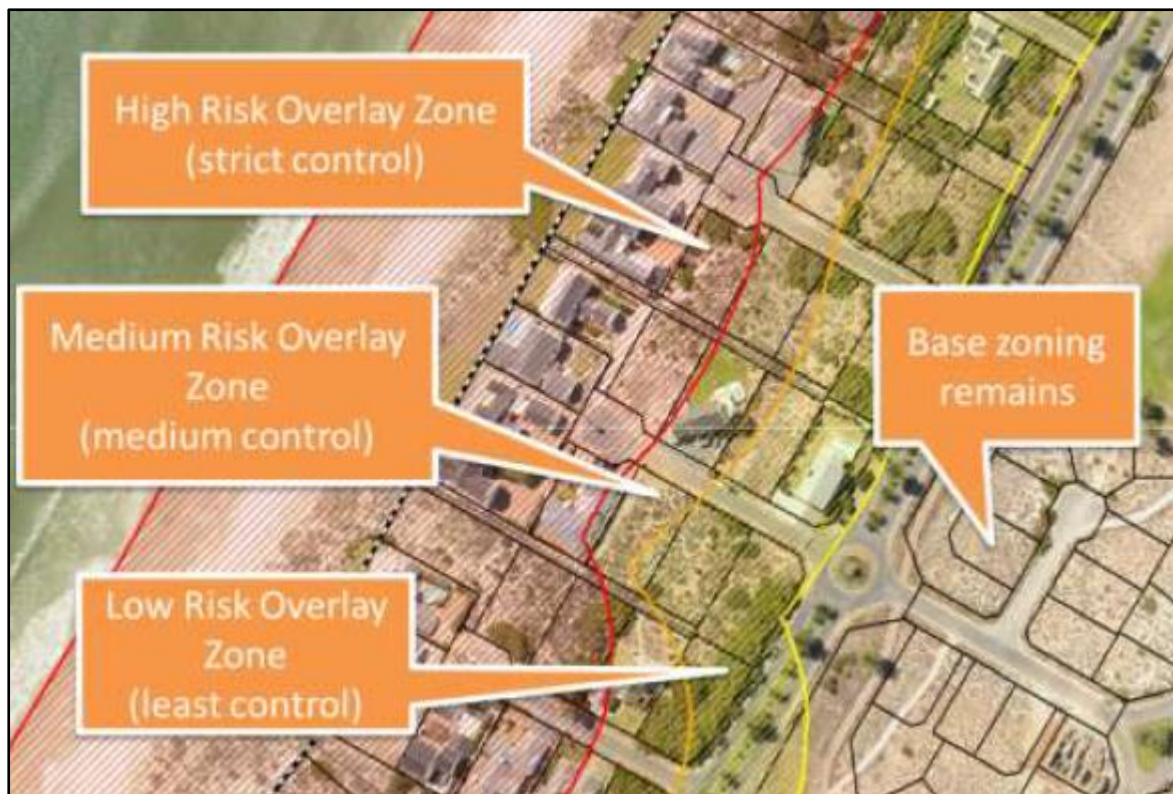 High Risk Overlay Zone
(strict control)
Medium Risk Overlay
Zone
(medium control)
Base zoning
remains
Low Risk Overlay
Zone
(least control)